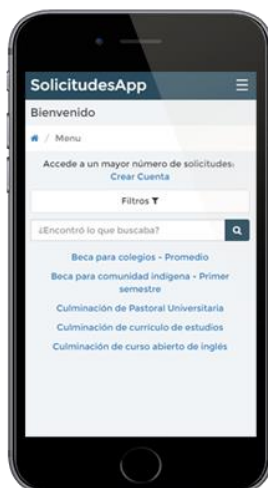 SolicitudesApp
Bienvenido
/ Menu
Accede a un mayor número de solicitudes:
Crear Cuenta
Filtros
¿Encontró lo que buscaba?
Beca para colegios - Promedio
Beca para comunidad indígena - Primer
semestre
Culminación de Pastoral Universitaria
Culminación de currículo de estudios
Culminación de curso abierto de inglés